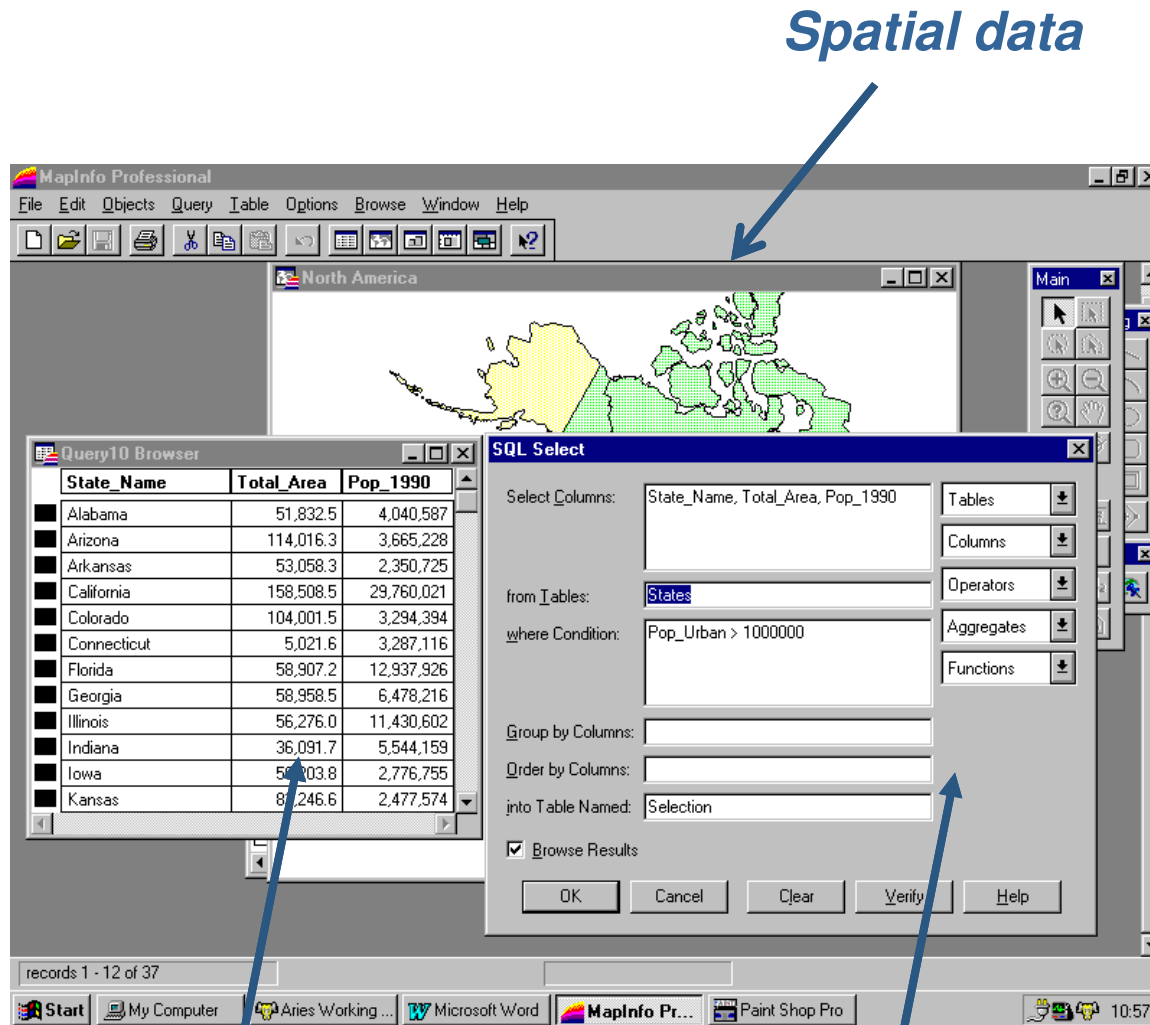 Spatial data
MapInfo Professional
File Edit Objects Query Table Options Browse Window Help
North America
Main
Query10 Browser
State_Name Total_Area Pop_1990
Alabama 51,832.5 4,040,587
Arizona 114,016.3 3,665,228
Arkansas 53,058.3 2,350,725
California 158,508.5 29,760,021
Colorado 104,001.5 3,294,394
Connecticut 5,021.6 3,287,116
Florida 58,907.2 12,937,926
Georgia 58,958.5 6,478,216
Illinois 56,276.0 11,430,602
Indiana 36,091.7 5,544,159
Iowa 2,776,755
Kansas 2,477,574
SQL Select
Select Columns: State_Name, Total_Area, Pop_1990
Tables
Columns
from Tables: States
Operators
where Condition: Pop_Urban > 1000000
Aggregates
Functions
Group by Columns:
Order by Columns:
into Table Named: Selection
Browse Results
OK Cancel Clear Verify Help
records 1 - 12 of 37
Start My Computer Aries Working ... Microsoft Word MapInfo Pr... Paint Shop Pro 10:57